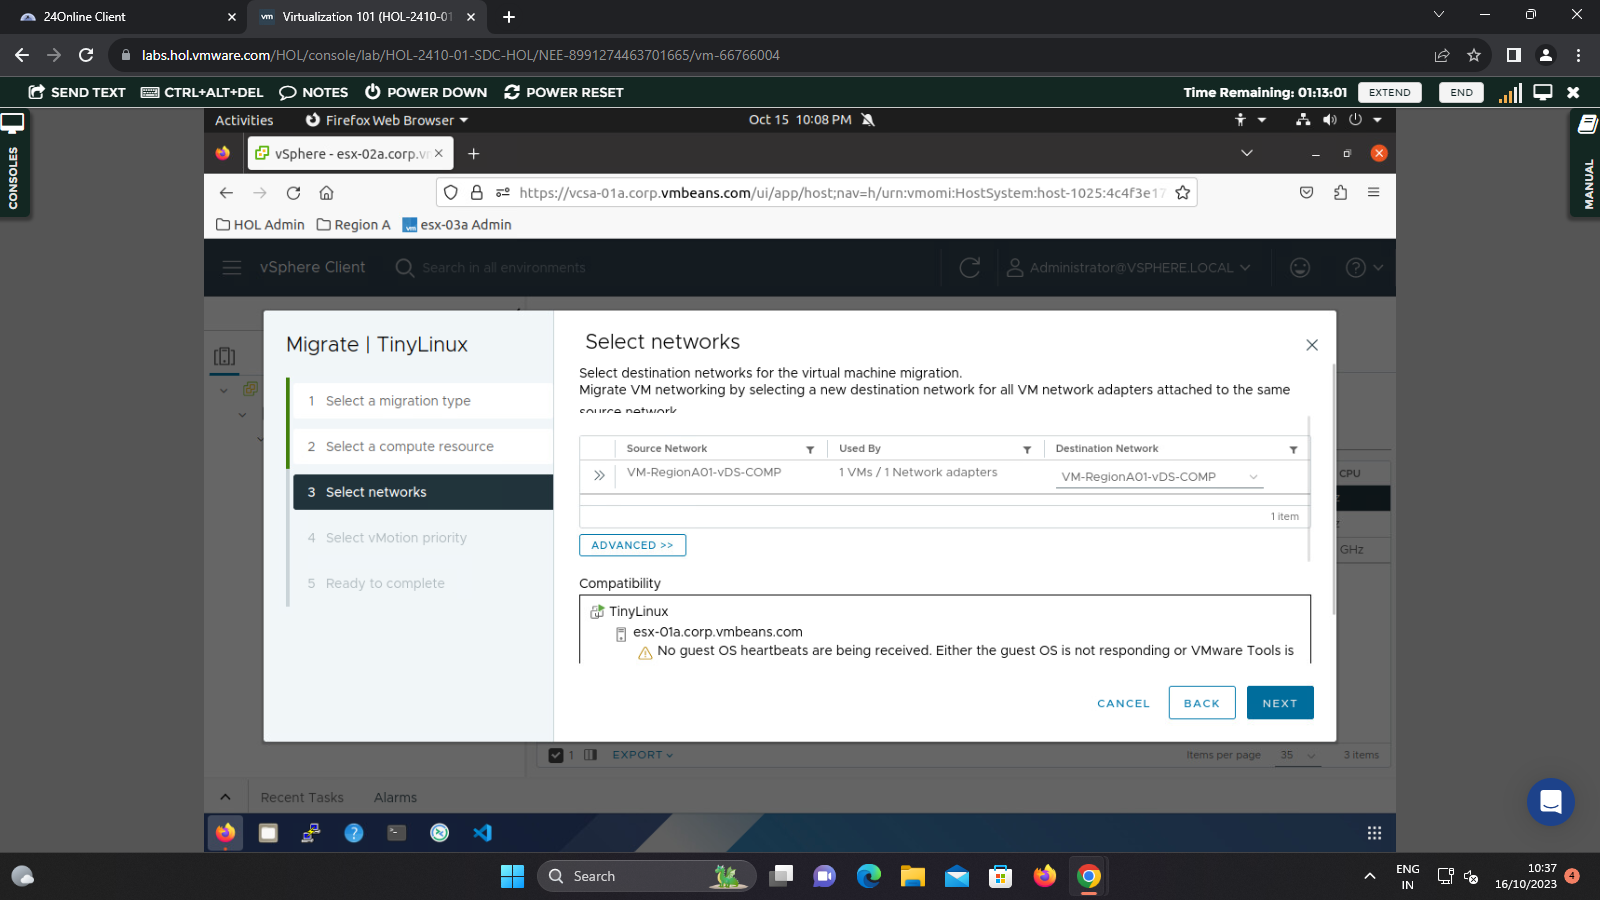 24Online Client
Virtualization 101 (HOL-2410-01
labs.hol.vmware.com/HOL/console/lab/HOL-2410-01-SDC-HOL/NEE-8991274463701665/vm-66766004
SEND TEXT
CTRL+ALT+DEL
NOTES
POWER DOWN
POWER RESET
Time Remaining: 01:13:01
EXTEND
END
CONSOLES
MANUAL
Activities
Firefox Web Browser
Oct 15 10:08 PM
vSphere - esx-02a.corp.vm
https://vcsa-01a.corp.vmbeans.com/ui/app/host;nav=h/urn:vmomi:HostSystem:host-1025:4c4f3e17
HOL Admin
Region A
vm
esx-03a Admin
vSphere Client
Search in all environments
Administrator@VSPHERE.LOCAL
Migrate | TinyLinux
1 Select a migration type
2 Select a compute resource
3 Select networks
4 Select vMotion priority
5 Ready to complete
Select networks
Select destination networks for the virtual machine migration.
Migrate VM networking by selecting a new destination network for all VM network adapters attached to the same
source network.
Source Network
Used By
Destination Network
VM-RegionA01-vDS-COMP
1 VMs / 1 Network adapters
VM-RegionA01-vDS-COMP
1 item
ADVANCED >>
Compatibility
TinyLinux
esx-01a.corp.vmbeans.com
No guest OS heartbeats are being received. Either the guest OS is not responding or VMware Tools is
CANCEL
BACK
NEXT
CPU
GHz
1
EXPORT
Items per page
35
3 items
Recent Tasks
Alarms
Search
ENG
IN
10:37
16/10/2023
4